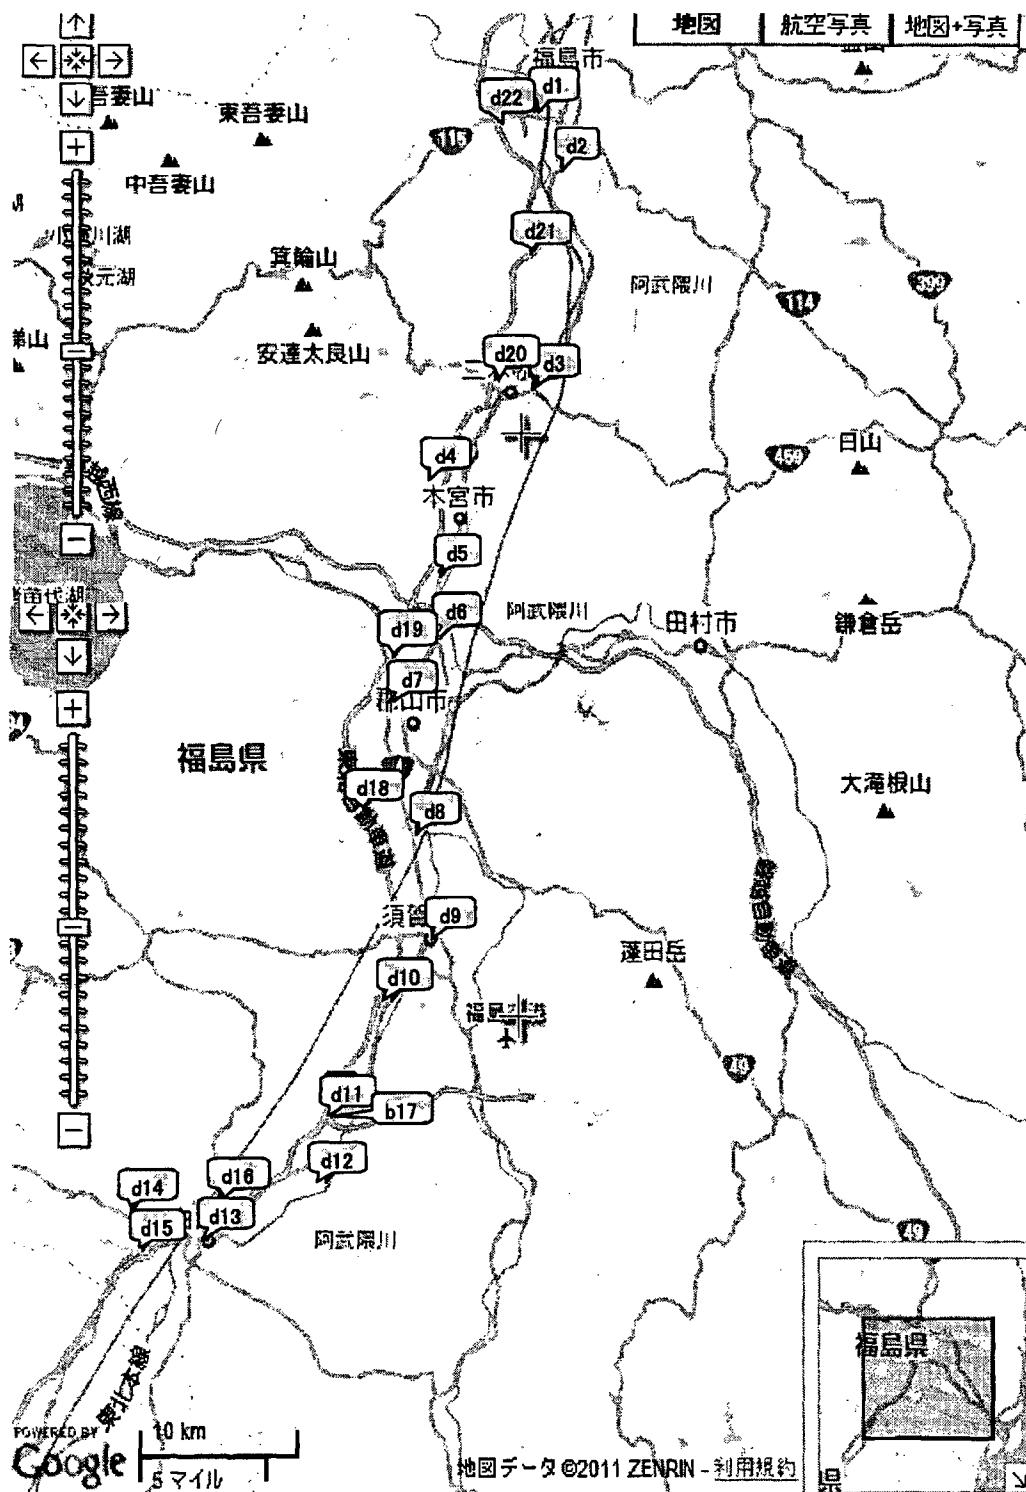 地図 航空写真 地図+写真
福島市
d1
d22
吾妻山
東吾妻山
115
d2
中吾妻山
d21
箕輪山
阿武隈川
399
114
安達太良山
d20
d3
日山
459
d4
本宮市
d5
d6
阿武隈川
田村市
鎌倉岳
d19
d7
郡山市
福島県
大滝根山
d18
d8
d9
蓬田岳
d10
49
d11
b17
d12
d16
d14
d13
d15
阿武隈川
49
福島県
東北本線
POWERED BY
Google
10 km
5 マイル
地図データ ©2011 ZENRIN - 利用規約
県